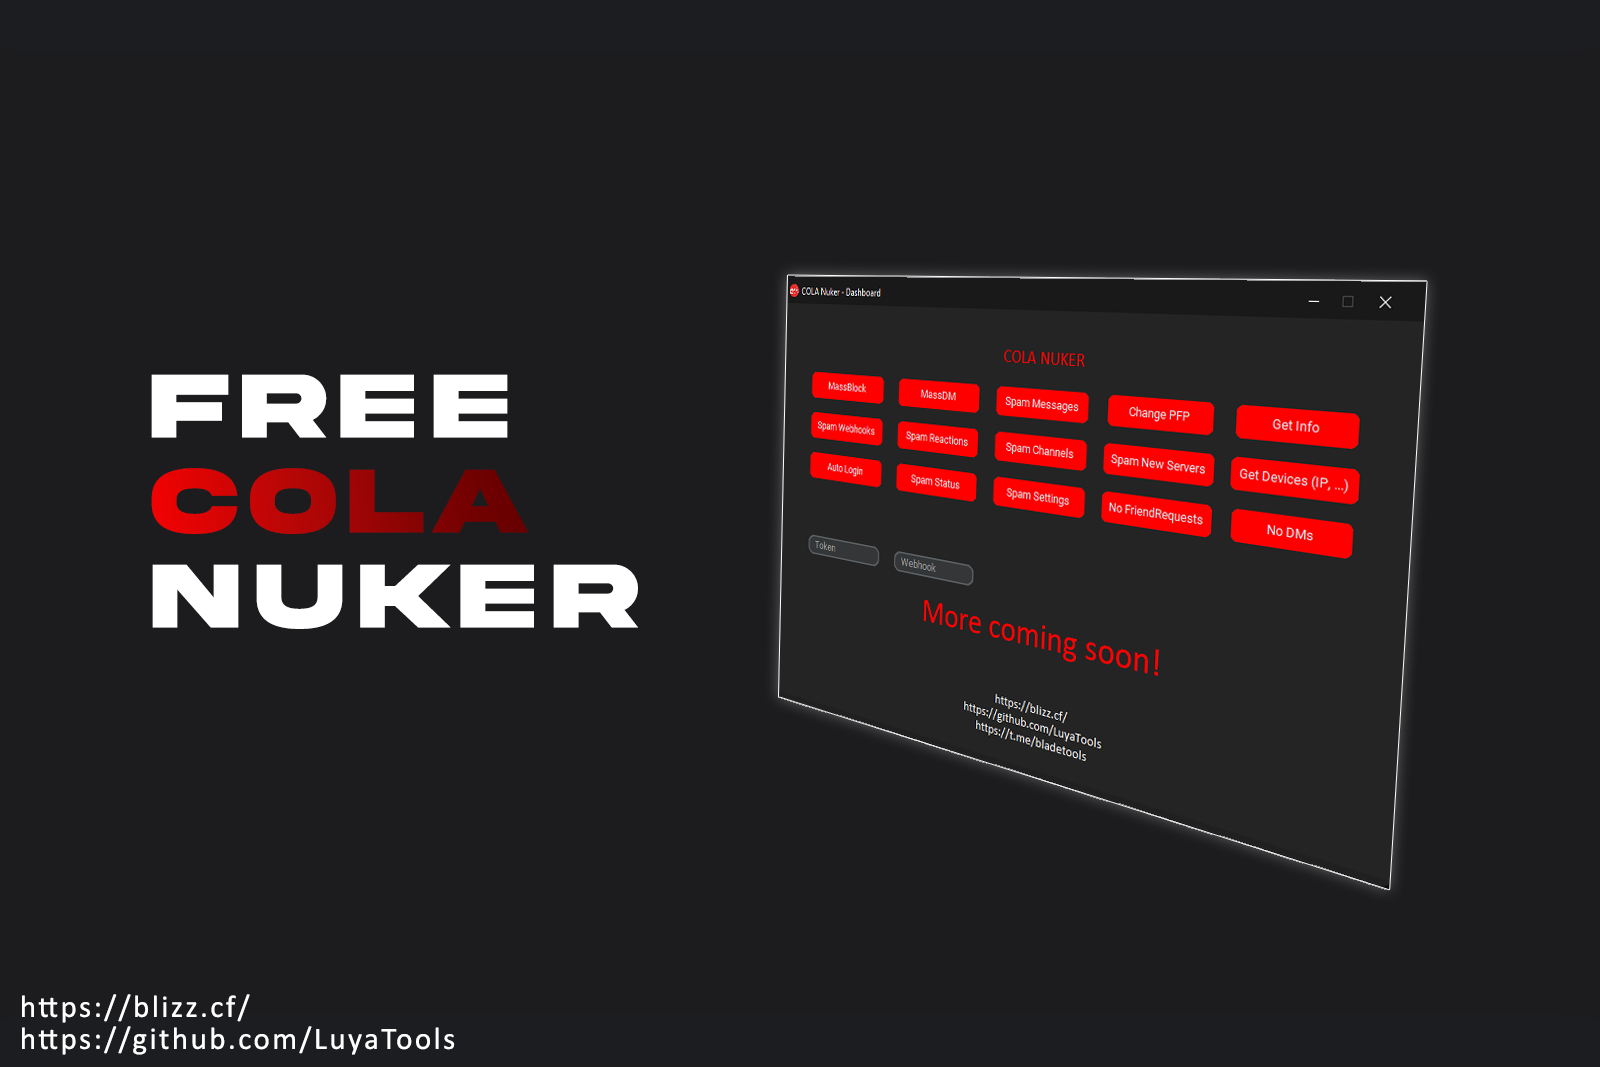 FREE
COLA
NUKER
COLA Nuker - Dashboard
COLA NUKER
MassBlock MassDM Spam Messages Change PFP Get Info
Spam Webhooks Spam Reactions Spam Channels Spam New Servers Get Devices (IP, ...)
Auto Login Spam Status Spam Settings No FriendRequests No DMs
Token Webhook
More coming soon!
https://blizz.cf/
https://github.com/LuyaTools
https://t.me/bladetools
https://blizz.cf/
https://github.com/LuyaTools